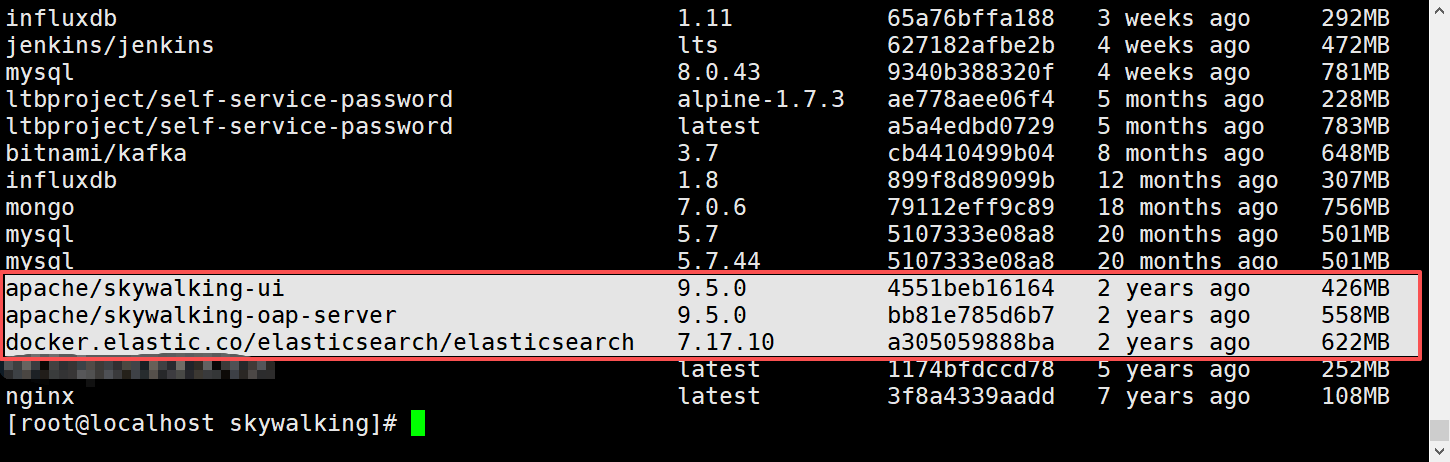 influxdb 1.11 65a76bffa188 3 weeks ago 292MB
jenkins/jenkins lts 627182afbe2b 4 weeks ago 472MB
mysql 8.0.43 9340b388320f 4 weeks ago 781MB
ltbproject/self-service-password alpine-1.7.3 ae778aee06f4 5 months ago 228MB
ltbproject/self-service-password latest a5a4edbd0729 5 months ago 783MB
bitnami/kafka 3.7 cb4410499b04 8 months ago 648MB
influxdb 1.8 899f8d89099b 12 months ago 307MB
mongo 7.0.6 79112eff9c89 18 months ago 756MB
mysql 5.7 5107333e08a8 20 months ago 501MB
mysql 5.7.44 5107333e08a8 20 months ago 501MB
apache/skywalking-ui 9.5.0 4551beb16164 2 years ago 426MB
apache/skywalking-oap-server 9.5.0 bb81e785d6b7 2 years ago 558MB
docker.elastic.co/elasticsearch/elasticsearch 7.17.10 a305059888ba 2 years ago 622MB
latest 1174bfdccd78 5 years ago 252MB
nginx latest 3f8a4339aadd 7 years ago 108MB
[root@localhost skywalking]#